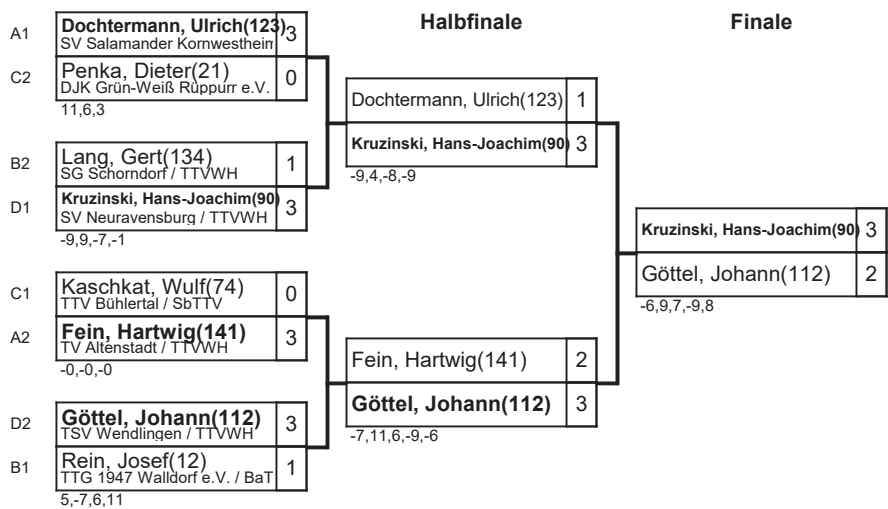 Halbfinale
Finale
A1
Dochtermann, Ulrich(123) 3
SV Salamander Kornwestheim
C2
Penka, Dieter(21) 0
DJK Grün-Weiß Rüppurr e.V.
11,6,3
B2
Lang, Gert(134) 1
SG Schorndorf / TTVWH
D1
Kruzinski, Hans-Joachim(90) 3
SV Neuravensburg / TTVWH
-9,9,-7,-1
C1
Kaschkat, Wulf(74) 0
TTV Bühlertal / SbTTV
A2
Fein, Hartwig(141) 3
TV Altenstadt / TTVWH
-0,-0,-0
D2
Göttel, Johann(112) 3
TSV Wendlingen / TTVWH
B1
Rein, Josef(12) 1
TTG 1947 Walldorf e.V. / BaT
5,-7,6,11
Dochtermann, Ulrich(123) 1
Kruzinski, Hans-Joachim(90) 3
-9,4,-8,-9
Fein, Hartwig(141) 2
Göttel, Johann(112) 3
-7,11,6,-9,-6
Kruzinski, Hans-Joachim(90) 3
Göttel, Johann(112) 2
-6,9,7,-9,8